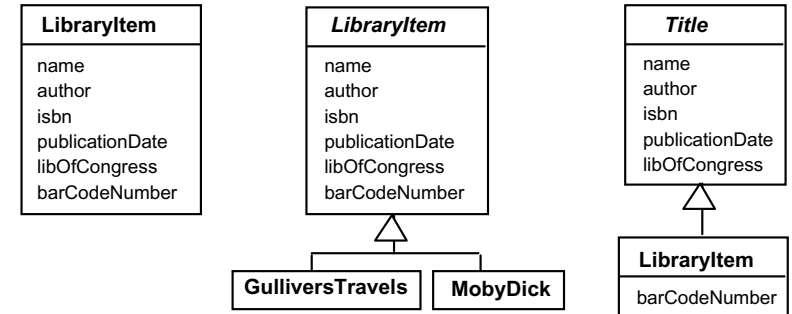 LibraryItem
name
author
isbn
publicationDate
libOfCongress
barCodeNumber
LibraryItem
name
author
isbn
publicationDate
libOfCongress
barCodeNumber
GulliversTravels
MobyDick
Title
name
author
isbn
publicationDate
libOfCongress
LibraryItem
barCodeNumber